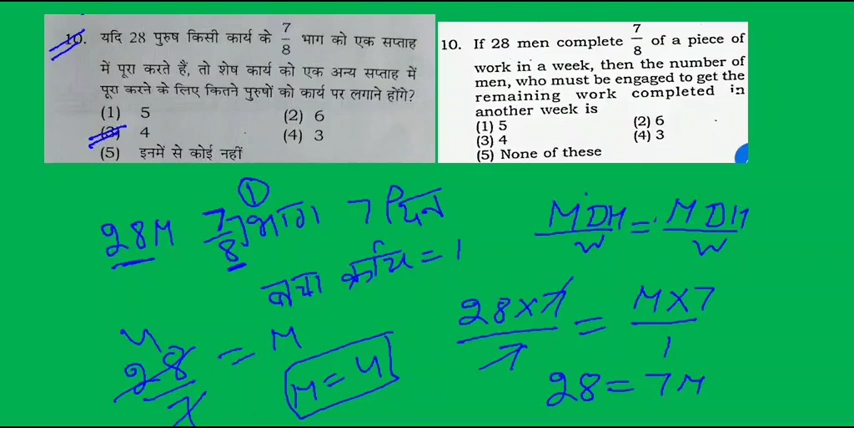 10. यदि 28 पुरुष किसी कार्य के 7/8 भाग को एक सप्ताह
में पूरा करते हैं, तो शेष कार्य को एक अन्य सप्ताह में
पूरा करने के लिए कितने पुरुषों को कार्य पर लगाने होंगे?
(1) 5 (2) 6
(3) 4 (4) 3
(5) इनमें से कोई नहीं
10. If 28 men complete 7/8 of a piece of
work in a week, then the number of
men, who must be engaged to get the
remaining work completed in
another week is
(1) 5 (2) 6
(3) 4 (4) 3
(5) None of these
1
28M 7/8 भाग 7 दिन
बचा कार्य = 1
4
28/7 = M
M = 4
MDH/W = MDH/W
28×7/7 = M×7/1
28 = 7M